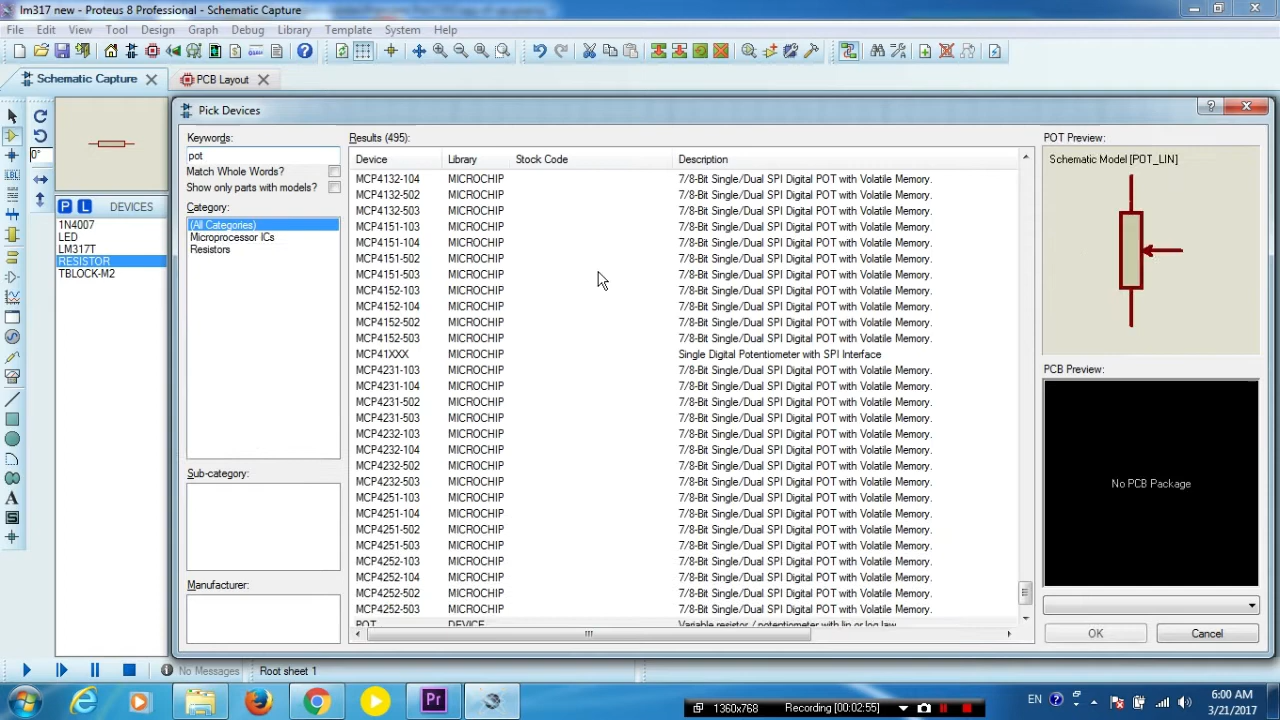 lm317 new - Proteus 8 Professional - Schematic Capture
File Edit View Tool Design Graph Debug Library Template System Help
Schematic Capture
PCB Layout
Pick Devices
Keywords:
pot
Match Whole Words?
Show only parts with models?
Category:
(All Categories)
Microprocessor ICs
Resistors
Sub-category:
Manufacturer:
0°
P L DEVICES
1N4007
LED
LM317T
RESISTOR
TBLOCK-M2
LBL
Results (495):
Device Library Stock Code Description
MCP4132-104 MICROCHIP 7/8-Bit Single/Dual SPI Digital POT with Volatile Memory.
MCP4132-502 MICROCHIP 7/8-Bit Single/Dual SPI Digital POT with Volatile Memory.
MCP4132-503 MICROCHIP 7/8-Bit Single/Dual SPI Digital POT with Volatile Memory.
MCP4151-103 MICROCHIP 7/8-Bit Single/Dual SPI Digital POT with Volatile Memory.
MCP4151-104 MICROCHIP 7/8-Bit Single/Dual SPI Digital POT with Volatile Memory.
MCP4151-502 MICROCHIP 7/8-Bit Single/Dual SPI Digital POT with Volatile Memory.
MCP4151-503 MICROCHIP 7/8-Bit Single/Dual SPI Digital POT with Volatile Memory.
MCP4152-103 MICROCHIP 7/8-Bit Single/Dual SPI Digital POT with Volatile Memory.
MCP4152-104 MICROCHIP 7/8-Bit Single/Dual SPI Digital POT with Volatile Memory.
MCP4152-502 MICROCHIP 7/8-Bit Single/Dual SPI Digital POT with Volatile Memory.
MCP4152-503 MICROCHIP 7/8-Bit Single/Dual SPI Digital POT with Volatile Memory.
MCP41XXX MICROCHIP Single Digital Potentiometer with SPI Interface
MCP4231-103 MICROCHIP 7/8-Bit Single/Dual SPI Digital POT with Volatile Memory.
MCP4231-104 MICROCHIP 7/8-Bit Single/Dual SPI Digital POT with Volatile Memory.
MCP4231-502 MICROCHIP 7/8-Bit Single/Dual SPI Digital POT with Volatile Memory.
MCP4231-503 MICROCHIP 7/8-Bit Single/Dual SPI Digital POT with Volatile Memory.
MCP4232-103 MICROCHIP 7/8-Bit Single/Dual SPI Digital POT with Volatile Memory.
MCP4232-104 MICROCHIP 7/8-Bit Single/Dual SPI Digital POT with Volatile Memory.
MCP4232-502 MICROCHIP 7/8-Bit Single/Dual SPI Digital POT with Volatile Memory.
MCP4232-503 MICROCHIP 7/8-Bit Single/Dual SPI Digital POT with Volatile Memory.
MCP4251-103 MICROCHIP 7/8-Bit Single/Dual SPI Digital POT with Volatile Memory.
MCP4251-104 MICROCHIP 7/8-Bit Single/Dual SPI Digital POT with Volatile Memory.
MCP4251-502 MICROCHIP 7/8-Bit Single/Dual SPI Digital POT with Volatile Memory.
MCP4251-503 MICROCHIP 7/8-Bit Single/Dual SPI Digital POT with Volatile Memory.
MCP4252-103 MICROCHIP 7/8-Bit Single/Dual SPI Digital POT with Volatile Memory.
MCP4252-104 MICROCHIP 7/8-Bit Single/Dual SPI Digital POT with Volatile Memory.
MCP4252-502 MICROCHIP 7/8-Bit Single/Dual SPI Digital POT with Volatile Memory.
MCP4252-503 MICROCHIP 7/8-Bit Single/Dual SPI Digital POT with Volatile Memory.
POT DEVICE Variable resistor / potentiometer with lin or log law
POT Preview:
Schematic Model [POT_LIN]
PCB Preview:
No PCB Package
OK Cancel
No Messages Root sheet 1
Pr
1360x768 Recording [00:02:55]
EN
6:00 AM
3/21/2017